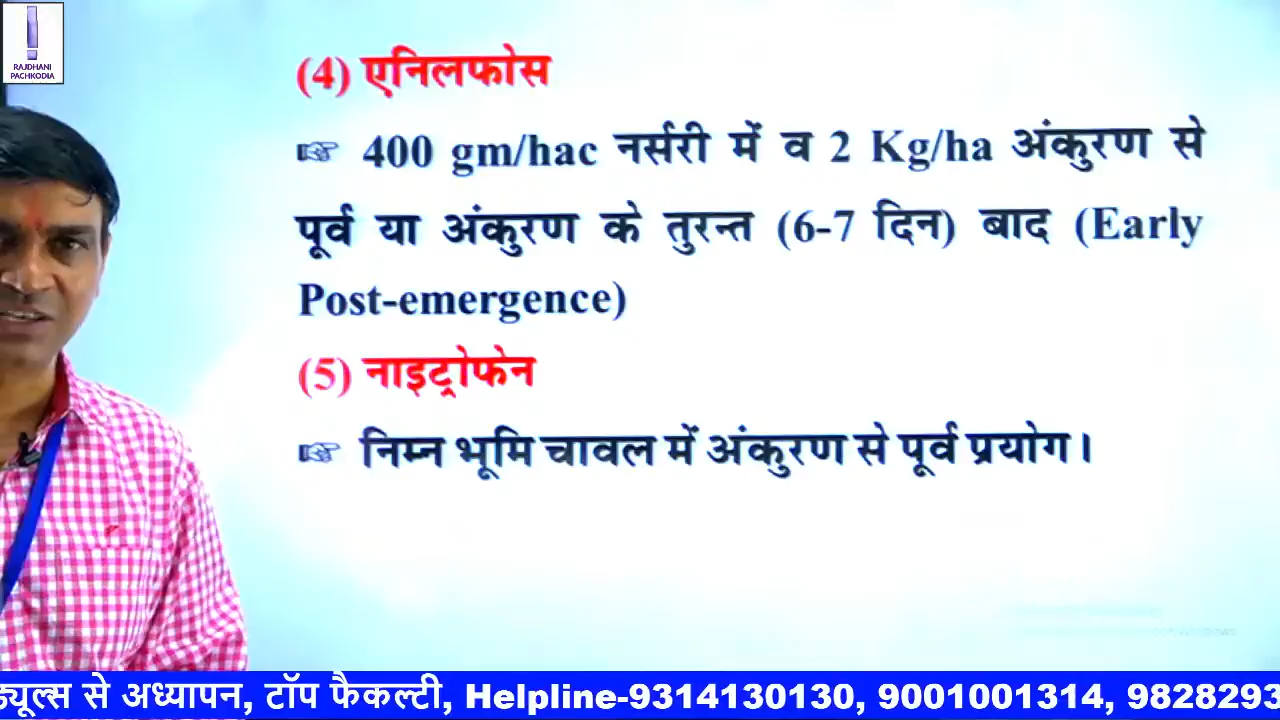 RAJDHANI
PACHKODIA
(4) एनिलफोस
☞ 400 gm/hac नर्सरी में व 2 Kg/ha अंकुरण से
पूर्व या अंकुरण के तुरन्त (6-7 दिन) बाद (Early
Post-emergence)
(5) नाइट्रोफेन
☞ निम्न भूमि चावल में अंकुरण से पूर्व प्रयोग।
से अध्यापन, टॉप फैकल्टी, Helpline-9314130130, 9001001314, 9828293